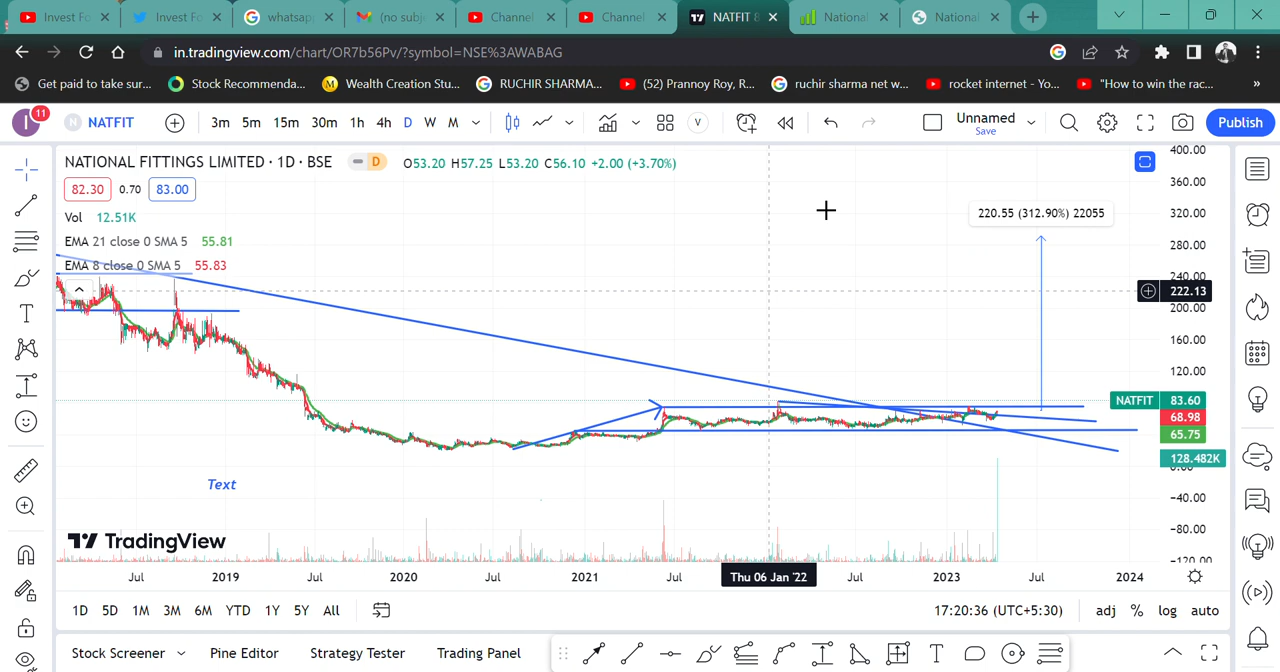 Invest Fo
Invest Fo
whatsapp
(no subj
Channel
Channel
NATFIT 8
National
National
in.tradingview.com/chart/OR7b56Pv/?symbol=NSE%3AWABAG
Get paid to take sur...
Stock Recommenda...
Wealth Creation Stu...
RUCHIR SHARMA...
(52) Prannoy Roy, R...
ruchir sharma net w...
rocket internet - Yo...
"How to win the rac...
»
I 11 N NATFIT 3m 5m 15m 30m 1h 4h D W M V Unnamed Publish
Save
NATIONAL FITTINGS LIMITED · 1D · BSE D O53.20 H57.25 L53.20 C56.10 +2.00 (+3.70%)
82.30 0.70 83.00
Vol 12.51K
EMA 21 close 0 SMA 5 55.81
EMA 8 close 0 SMA 5 55.83
220.55 (312.90%) 22055
400.00
360.00
320.00
280.00
240.00
222.13
200.00
160.00
120.00
NATFIT 83.60
68.98
65.75
128.482K
−40.00
−80.00
Text
TradingView
Jul 2019 Jul 2020 Jul 2021 Jul Thu 06 Jan '22 Jul 2023 Jul 2024
1D 5D 1M 3M 6M YTD 1Y 5Y All 17:20:36 (UTC+5:30) adj % log auto
Stock Screener Pine Editor Strategy Tester Trading Panel